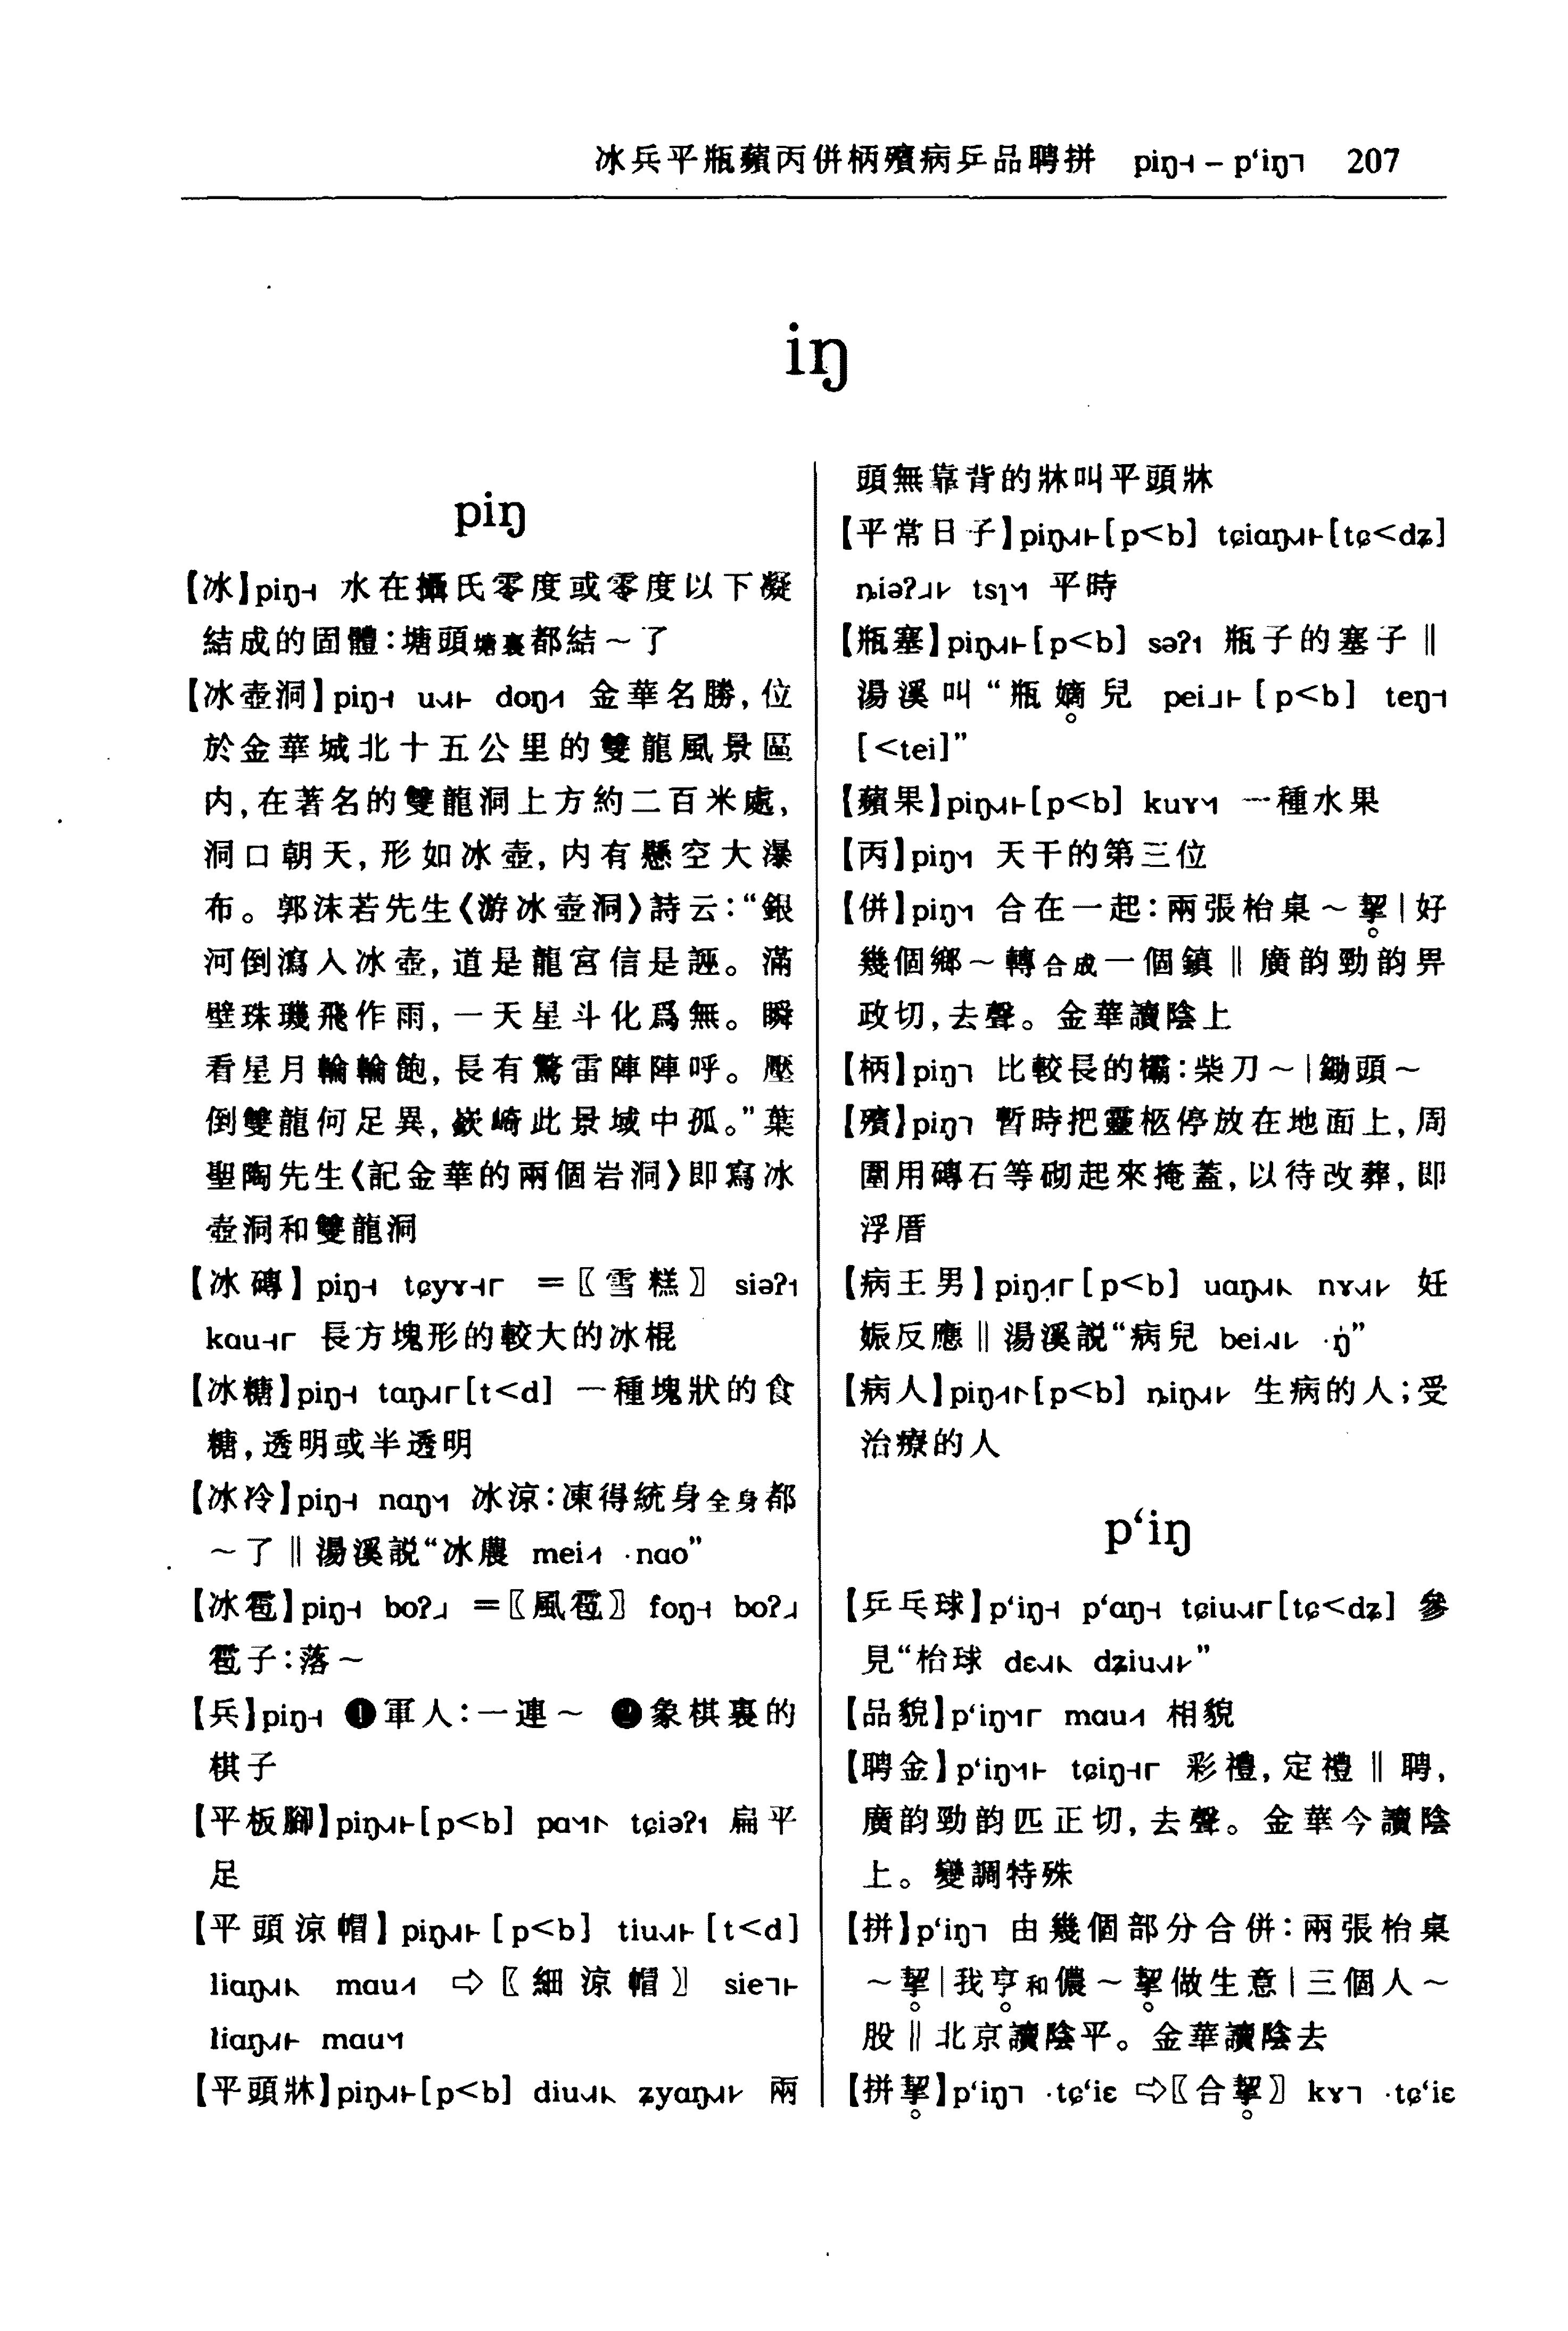 冰兵平瓶蘋丙併柄殯病乒品聘拼 piŋ˧ – pʻiŋ˥ 207
iŋ
piŋ
【冰】piŋ˧ 水在攝氏零度或零度以下凝
結成的固體:塘頭塘裏都結～了
【冰壺洞】piŋ˧ doŋ 金華名勝,位
於金華城北十五公里的雙龍風景區
内,在著名的雙龍洞上方約二百米處,
洞口朝天,形如冰壺,内有懸空大瀑
布。郭沫若先生《游冰壺洞》詩云:“銀
河倒瀉入冰壺,道是龍宮信是誣。滿
壁珠璣飛作雨,一天星斗化爲無。瞬
看星月輪輪飽,長有驚雷陣陣呼。壓
倒雙龍何足異,嶔崎此景域中孤。”葉
聖陶先生《記金華的兩個岩洞》即寫冰
壺洞和雙龍洞
【冰磚】piŋ˧ tɕyɤ =〖雪糕〗 siəʔ
kau 長方塊形的較大的冰棍
【冰糖】piŋ˧ taŋ[t<d] 一種塊狀的食
糖,透明或半透明
【冰冷】piŋ˧ naŋ 冰涼:凍得統身全身都
～了‖湯溪説“冰農 mei ·nao”
【冰雹】piŋ˧ boʔ =〖風雹〗 foŋ˧ boʔ
雹子:落～
【兵】piŋ˧ ❶軍人:一連～ ❷象棋裏的
棋子
【平板腳】piŋ[p<b] pɑ tɕiəʔ 扁平
足
【平頭涼帽】piŋ[p<b] tiu[t<d]
liaŋ mau ⇨〖細涼帽〗 sie
liaŋ mau
【平頭牀】piŋ[p<b] diu ʑyaŋ 兩
頭無靠背的牀叫平頭牀
【平常日子】piŋ[p<b] tɕiaŋ[tɕ<dʑ]
ȵiəʔ tsɿ 平時
【瓶塞】piŋ[p<b] səʔ 瓶子的塞子‖
湯溪叫“瓶嫡兒 pei[p<b] teŋ
[<tei]”
【蘋果】piŋ[p<b] kuɤ 一種水果
【丙】piŋ 天干的第三位
【併】piŋ 合在一起:兩張枱桌～挈|好
幾個鄉～轉合成一個鎮‖廣韵勁韵畀
政切,去聲。金華讀陰上
【柄】piŋ˥ 比較長的欛:柴刀～|鋤頭～
【殯】piŋ˥ 暫時把靈柩停放在地面上,周
圍用磚石等砌起來掩蓋,以待改葬,即
浮厝
【病王男】piŋ[p<b] uaŋ nɤ 妊
娠反應‖湯溪説“病兒 bei ·ŋ̍”
【病人】piŋ[p<b] ȵiŋ 生病的人;受
治療的人
pʻiŋ
【乒乓球】pʻiŋ˧ pʻaŋ˧ tɕiu[tɕ<dʑ] 參
見“枱球 dɛ dʑiu”
【品貌】pʻiŋ mau 相貌
【聘金】pʻiŋ tɕiŋ 彩禮,定禮‖聘,
廣韵勁韵匹正切,去聲。金華今讀陰
上。變調特殊
【拼】pʻiŋ˥ 由幾個部分合併:兩張枱桌
～挈|我亨和儂～挈做生意|三個人～
股‖北京讀陰平。金華讀陰去
【拼挈】pʻiŋ˥ ·tɕʻiɛ ⇨〖合挈〗 kɤ˥ ·tɕʻiɛ